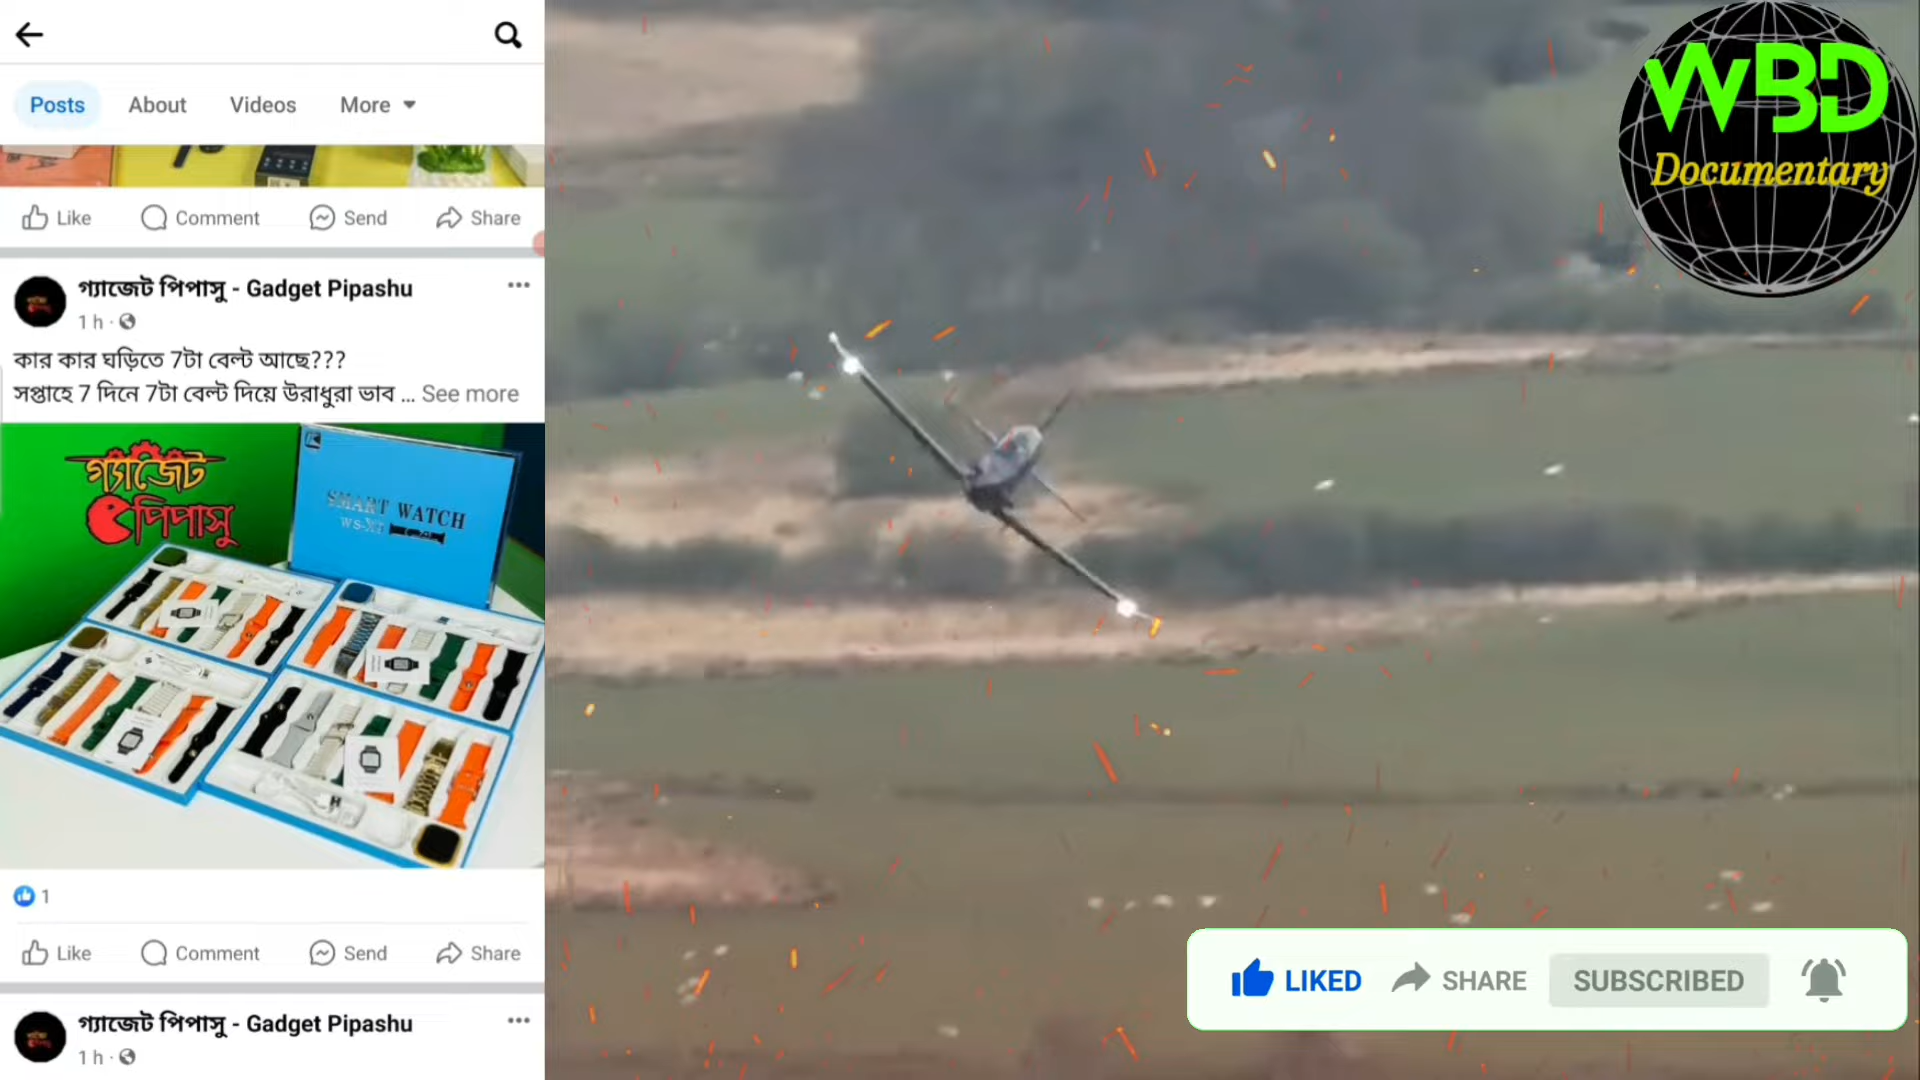 Posts About Videos More
Like Comment Send Share
গ্যাজেট পিপাসু - Gadget Pipashu
1 h ·
কার কার ঘড়িতে 7টা বেল্ট আছে???
সপ্তাহে 7 দিনে 7টা বেল্ট দিয়ে উরাধুরা ভাব ... See more
গ্যাজেট
পিপাসু
SMART WATCH
1
Like Comment Send Share
গ্যাজেট পিপাসু - Gadget Pipashu
1 h ·
WBD
Documentary
LIKED SHARE SUBSCRIBED